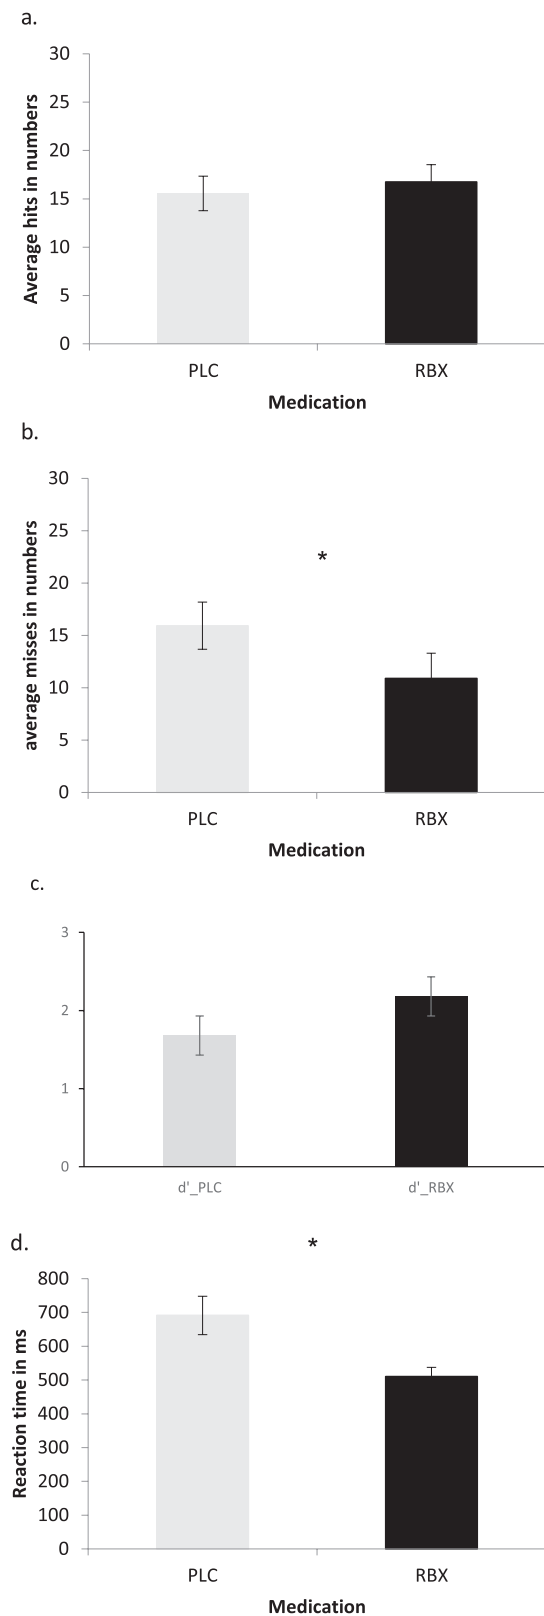 a.
Average hits in numbers
30
25
20
15
10
5
0
PLC RBX
Medication
b.
average misses in numbers
30
25
20
15
10
5
0
*
PLC RBX
Medication
c.
3
2
1
0
d'_PLC d'_RBX
d.
*
Reaction time in ms
800
700
600
500
400
300
200
100
0
PLC RBX
Medication